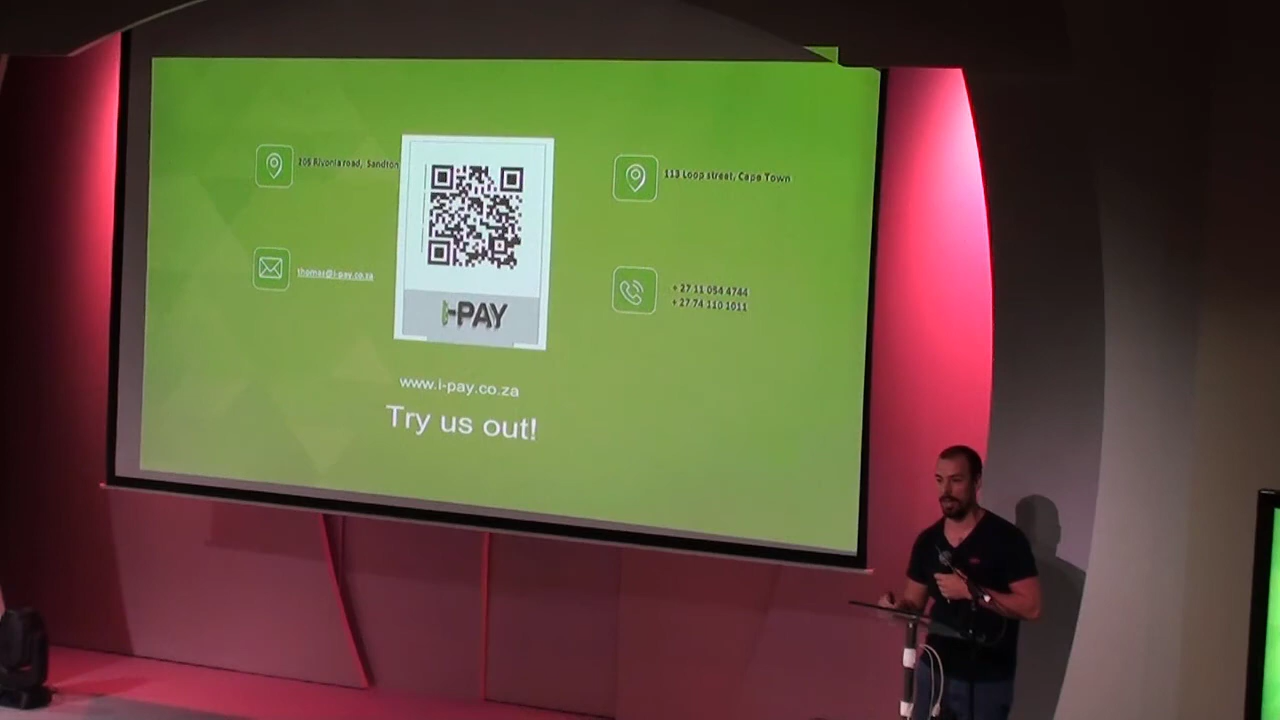 205 Rivonia road, Sandton
113 Loop street, Cape Town
thomas@i-pay.co.za
+ 27 11 054 4744
+ 27 74 110 1011
i-PAY
www.i-pay.co.za
Try us out!